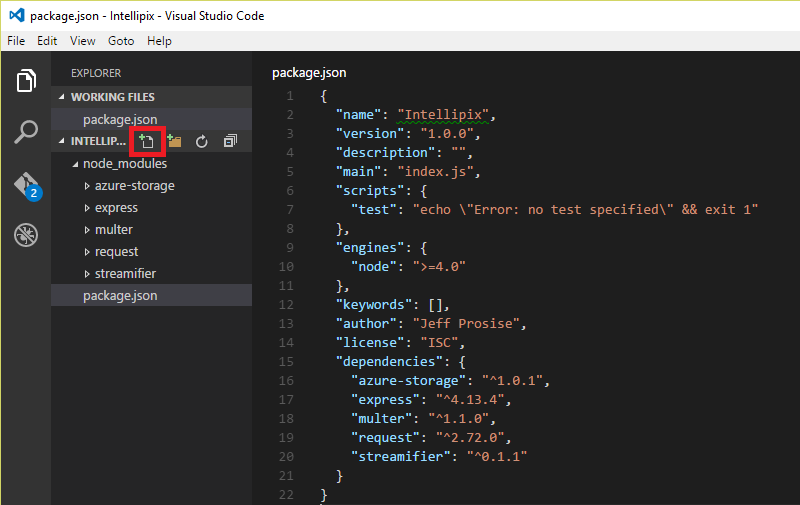 package.json - Intellipix - Visual Studio Code
File Edit View Goto Help
EXPLORER
WORKING FILES
package.json
INTELLIP...
node_modules
azure-storage
express
multer
request
streamifier
package.json
2
package.json
1 {
2 "name": "Intellipix",
3 "version": "1.0.0",
4 "description": "",
5 "main": "index.js",
6 "scripts": {
7 "test": "echo \"Error: no test specified\" && exit 1"
8 },
9 "engines": {
10 "node": ">=4.0"
11 },
12 "keywords": [],
13 "author": "Jeff Prosise",
14 "license": "ISC",
15 "dependencies": {
16 "azure-storage": "^1.0.1",
17 "express": "^4.13.4",
18 "multer": "^1.1.0",
19 "request": "^2.72.0",
20 "streamifier": "^0.1.1"
21 }
22 }